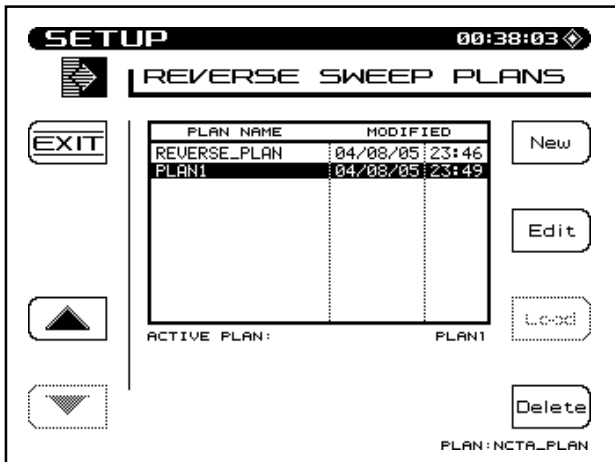 SETUP 00:38:03
REVERSE SWEEP PLANS
EXIT
PLAN NAME MODIFIED
REVERSE_PLAN 04/08/05 23:46
PLAN1 04/08/05 23:49
New
Edit
Load
Delete
ACTIVE PLAN: PLAN1
PLAN:NCTA_PLAN